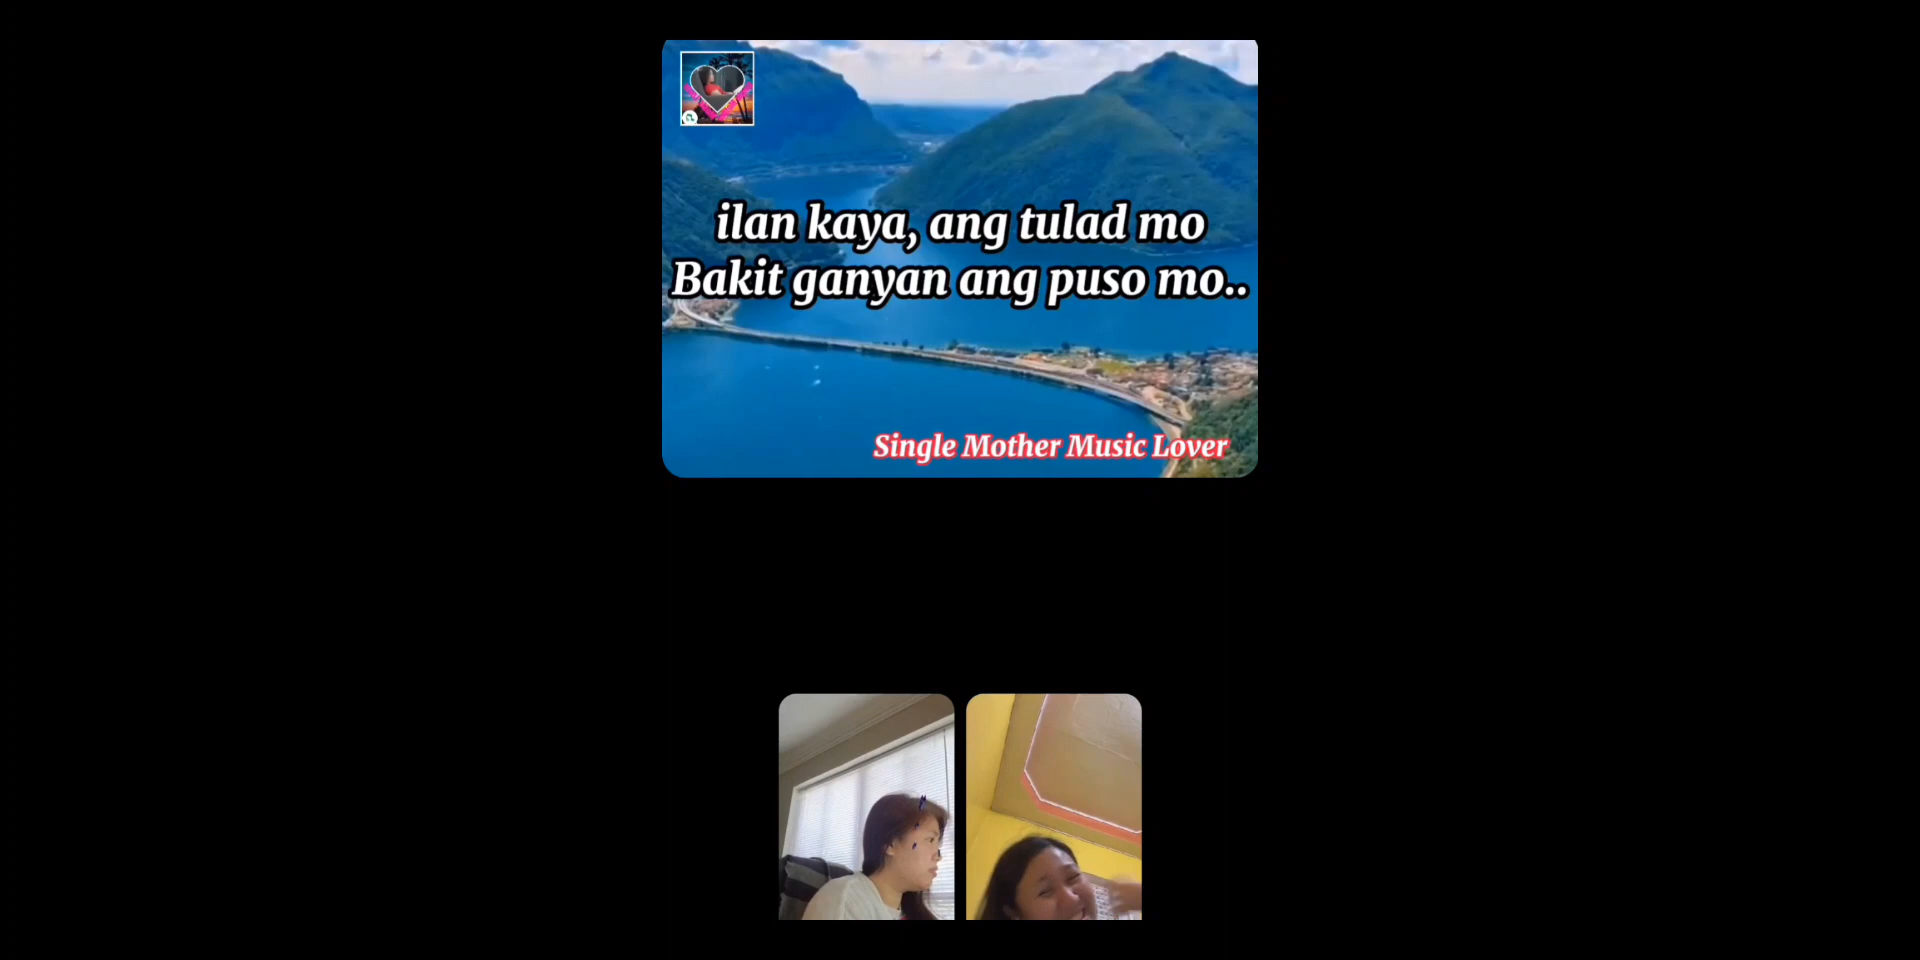 ilan kaya, ang tulad mo
Bakit ganyan ang puso mo..
Single Mother Music Lover